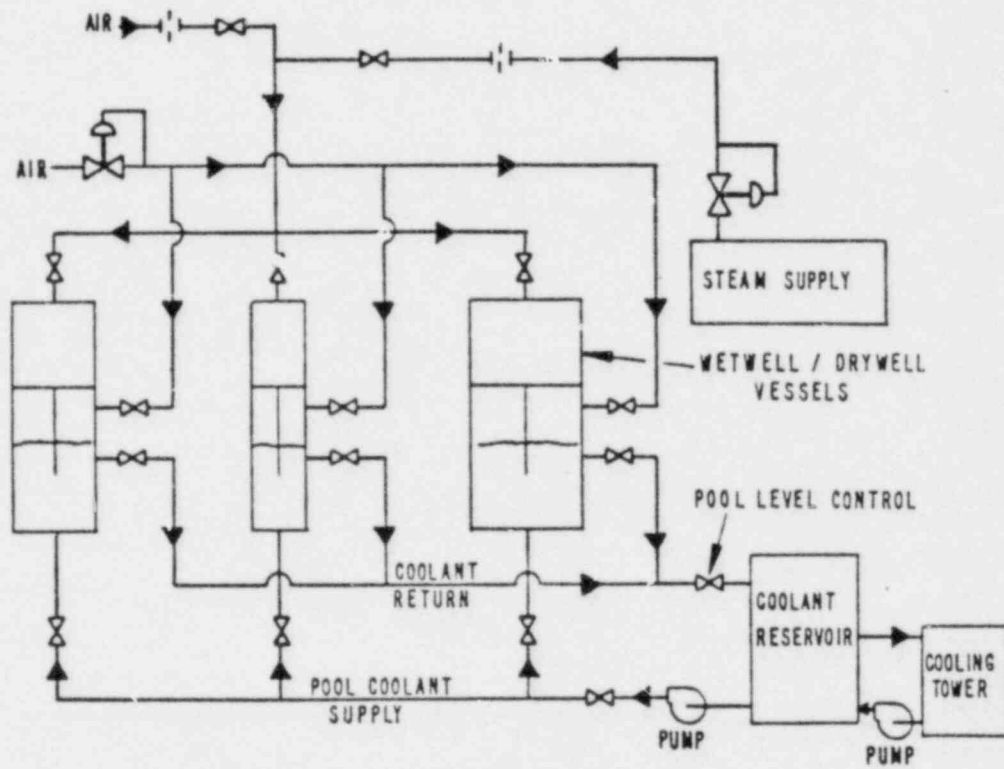 AIR
AIR
STEAM SUPPLY
WETWELL / DRYWELL
VESSELS
POOL LEVEL CONTROL
COOLANT
RETURN
COOLANT
RESERVOIR
COOLING
TOWER
POOL COOLANT
SUPPLY
PUMP
PUMP